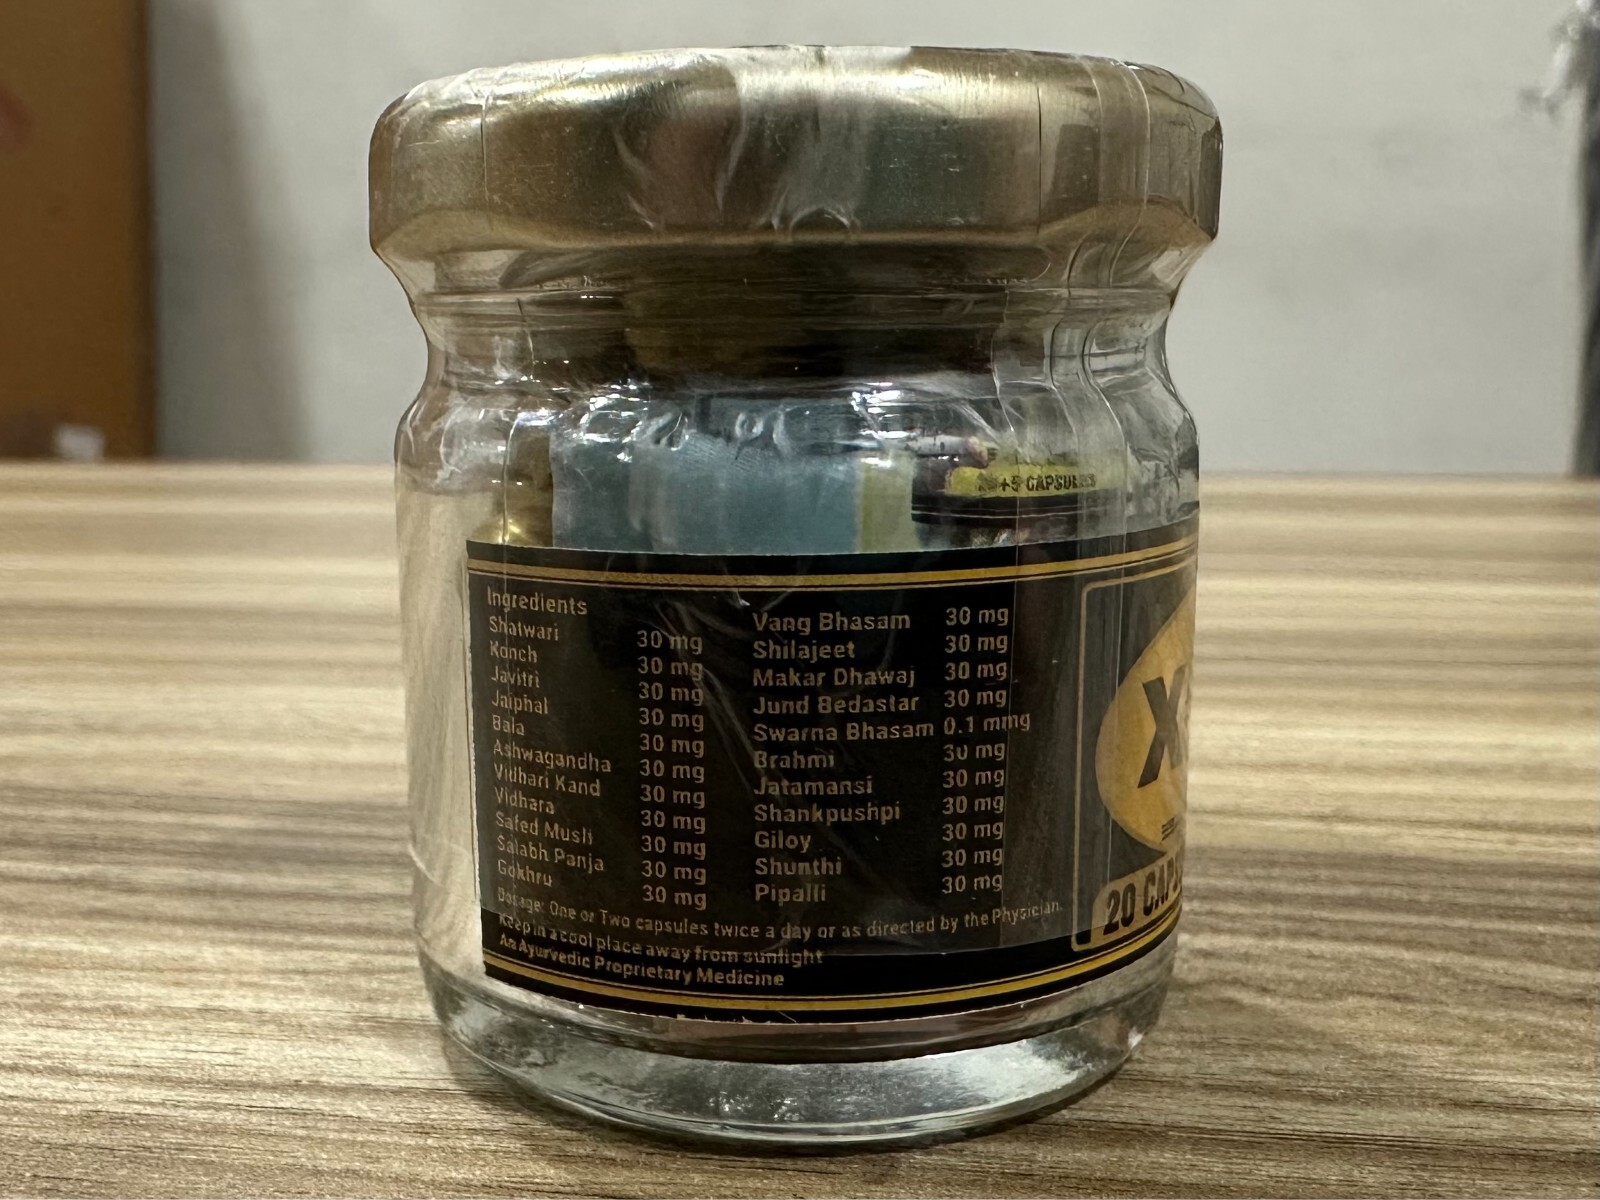 +5 CAPSULES
Ingredients
Shatwari 30 mg
Konch 30 mg
Javitri 30 mg
Jaiphal 30 mg
Bala 30 mg
Ashwagandha 30 mg
Vidhari Kand 30 mg
Vidhara 30 mg
Safed Musli 30 mg
Salabh Panja 30 mg
Gokhru 30 mg
Vang Bhasam 30 mg
Shilajeet 30 mg
Makar Dhawaj 30 mg
Jund Bedastar 30 mg
Swarna Bhasam 0.1 mmg
Brahmi 30 mg
Jatamansi 30 mg
Shankpushpi 30 mg
Giloy 30 mg
Shunthi 30 mg
Pipalli 30 mg
Dosage: One or Two capsules twice a day or as directed by the Physician.
Keep in a cool place away from sunlight
An Ayurvedic Proprietary Medicine
X
20 CAPS